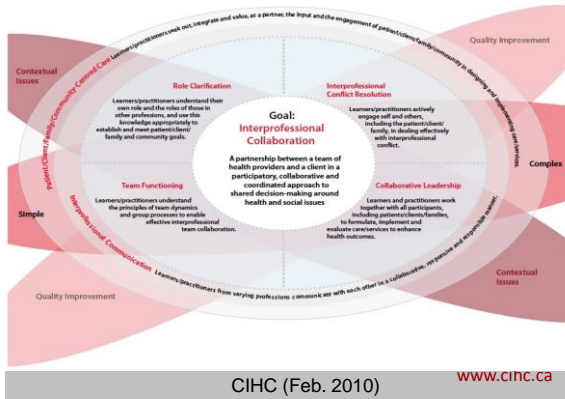 Patient/Client/Family/Community-Centred Care Learners/practitioners seek out, integrate and value, as a partner, the input and the engagement of patient/client/family/community in designing and implementing care/services.
Quality Improvement
Contextual
Issues
Role Clarification
Learners/practitioners understand their
own role and the roles of those in
other professions, and use this
knowledge appropriately to
establish and meet patient/client/
family and community goals.
Interprofessional
Conflict Resolution
Learners/practitioners actively
engage self and others,
including the patient/client/
family, in dealing effectively
with interprofessional
conflict.
Goal:
Interprofessional
Collaboration
A partnership between a team of
health providers and a client in a
participatory, collaborative and
coordinated approach to
shared decision-making around
health and social issues
Complex
Team Functioning
Learners/practitioners understand
the principles of team dynamics
and group processes to enable
effective interprofessional
team collaboration.
Collaborative Leadership
Learners and practitioners work
together with all participants,
including patients/clients/families,
to formulate, implement and
evaluate care/services to enhance
health outcomes.
Simple
Interprofessional Communication Learners/practitioners from varying professions communicate with each other in a collaborative, responsive and responsible manner.
Quality Improvement
Contextual
Issues
CIHC (Feb. 2010)
www.cihc.ca